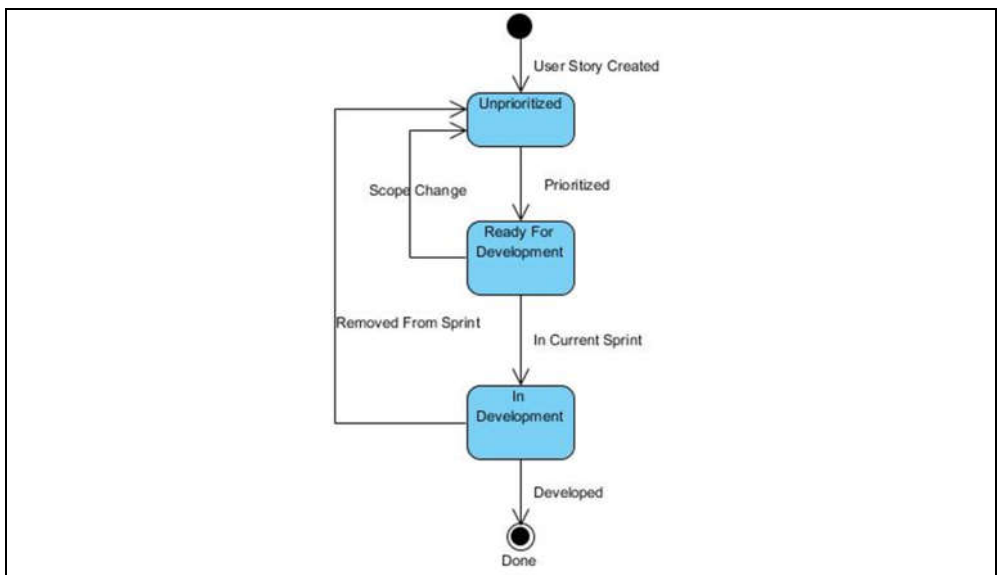 User Story Created
Unprioritized
Prioritized
Scope Change
Ready For
Development
Removed From Sprint
In Current Sprint
In
Development
Developed
Done